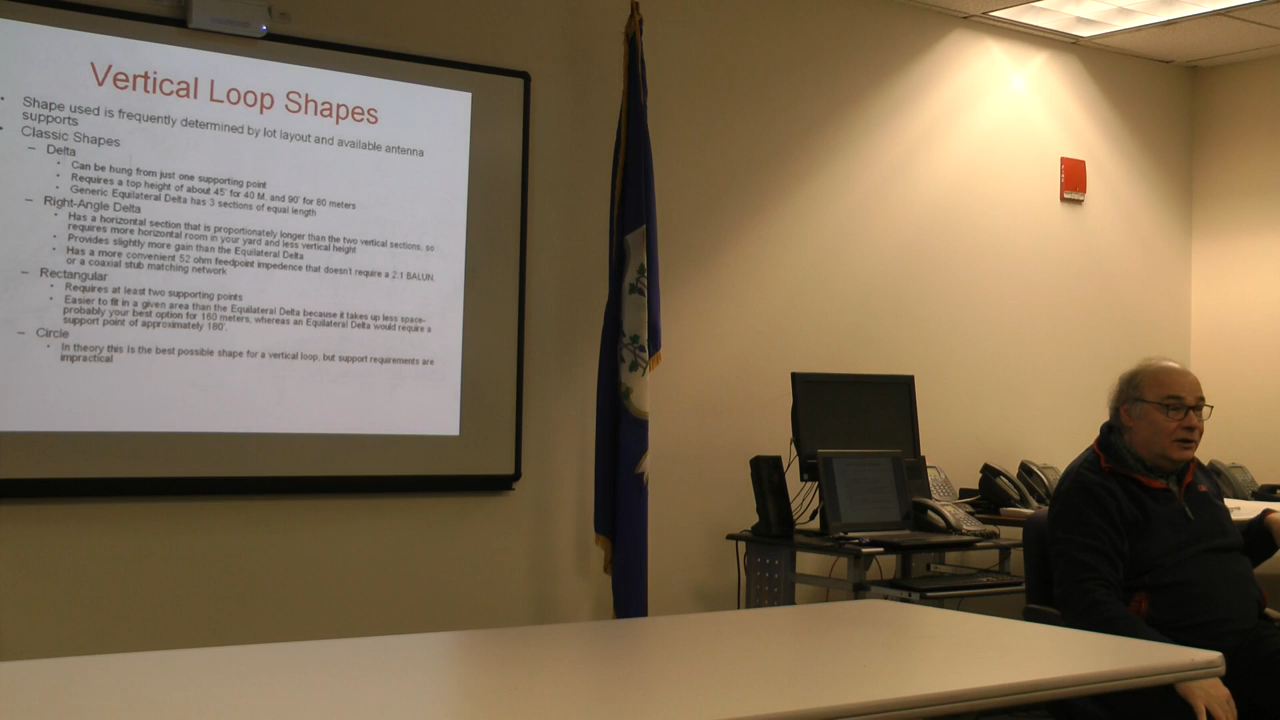 Vertical Loop Shapes
• Shape used is frequently determined by lot layout and available antenna
supports
• Classic Shapes
– Delta
• Can be hung from just one supporting point
• Requires a top height of about 45' for 40 M, and 90' for 80 meters
• Generic Equilateral Delta has 3 sections of equal length
– Right-Angle Delta
• Has a horizontal section that is proportionately longer than the two vertical sections, so
requires more horizontal room in your yard and less vertical height
• Provides slightly more gain than the Equilateral Delta
• Has a more convenient 52 ohm feedpoint impedence that doesn't require a 2:1 BALUN,
or a coaxial stub matching network
– Rectangular
• Requires at least two supporting points
• Easier to fit in a given area than the Equilateral Delta because it takes up less space-
probably your best option for 160 meters, whereas an Equilateral Delta would require a
support point of approximately 180'.
– Circle
• In theory this is the best possible shape for a vertical loop, but support requirements are
impractical